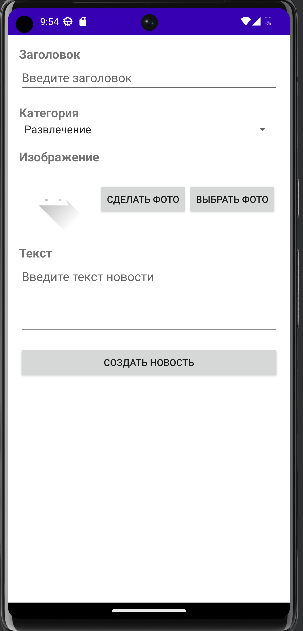 9:54
Заголовок
Введите заголовок
Категория
Развлечение
Изображение
СДЕЛАТЬ ФОТО ВЫБРАТЬ ФОТО
Текст
Введите текст новости
СОЗДАТЬ НОВОСТЬ